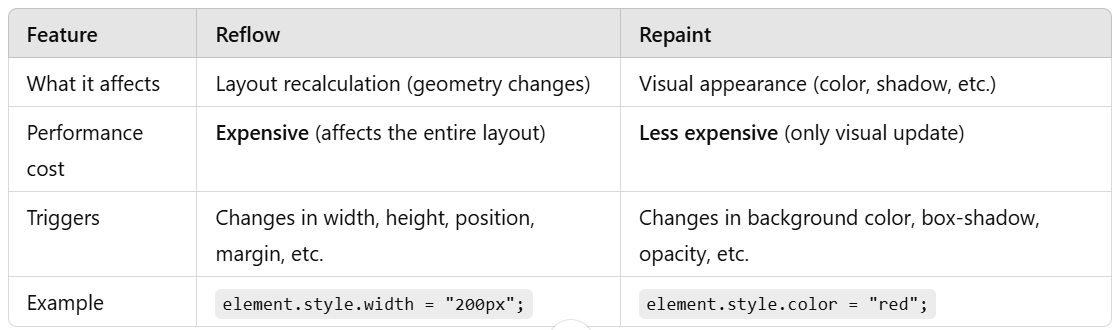 Feature Reflow Repaint
What it affects Layout recalculation (geometry changes) Visual appearance (color, shadow, etc.)
Performance Expensive (affects the entire layout) Less expensive (only visual update)
cost
Triggers Changes in width, height, position, Changes in background color, box-shadow,
margin, etc. opacity, etc.
Example element.style.width = "200px"; element.style.color = "red";